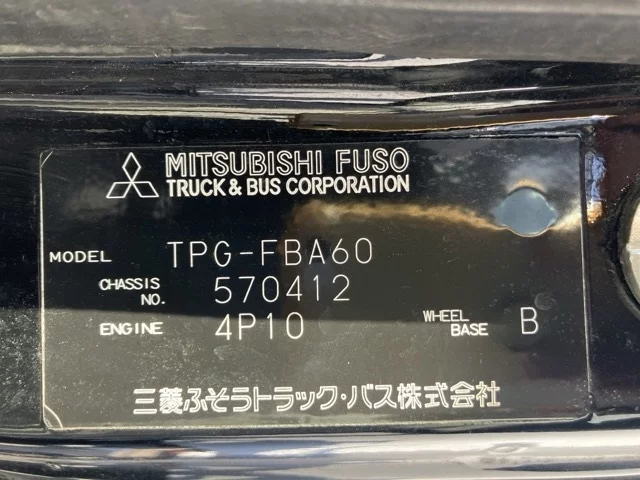 MITSUBISHI FUSO
TRUCK & BUS CORPORATION
MODEL TPG-FBA60
CHASSIS NO. 570412
ENGINE 4P10 WHEEL BASE B
三菱ふそうトラック・バス株式会社